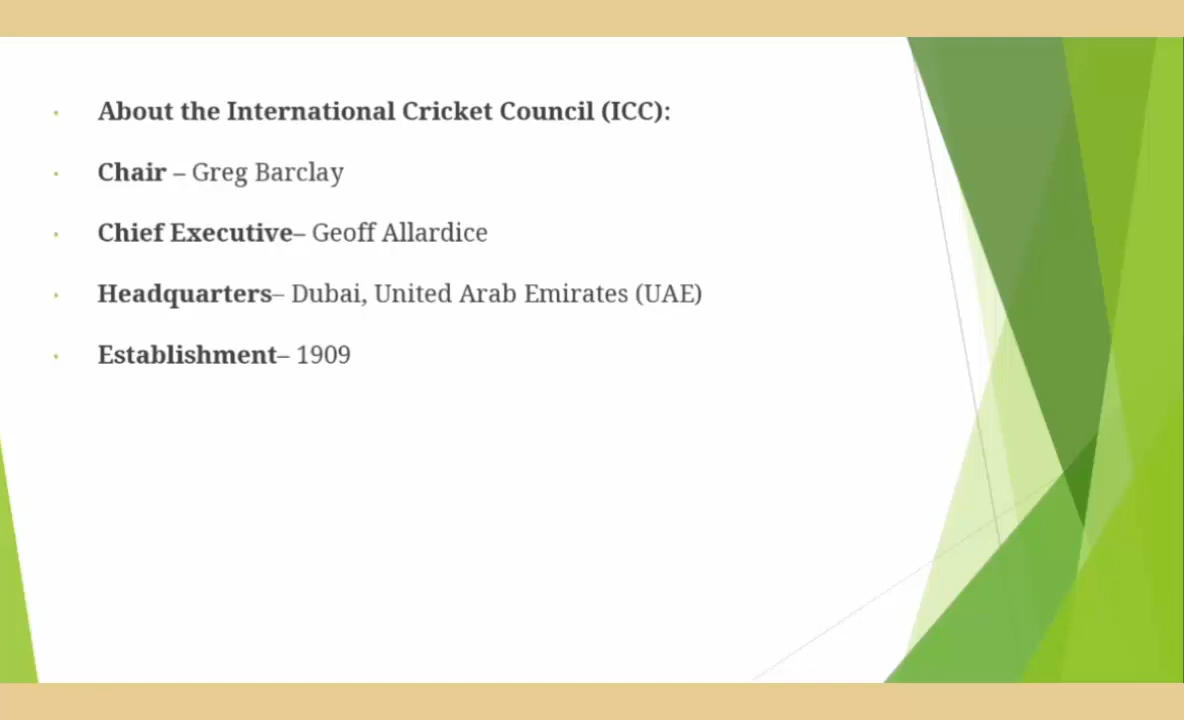 About the International Cricket Council (ICC):
Chair – Greg Barclay
Chief Executive– Geoff Allardice
Headquarters– Dubai, United Arab Emirates (UAE)
Establishment– 1909